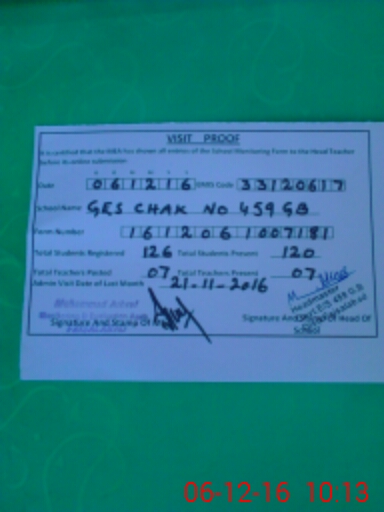 VISIT PROOF
It is certified that the MEA has shown all entries of the School Monitoring Form to the Head Teacher
before its online submission
Date 0 6 1 2 1 6 EMIS Code 3 3 1 2 0 6 1 7
School Name GES CHAK NO 459 GB
Form Number 1 6 1 2 0 6 1 0 0 7 1 8 1
Total Students Registered 126 Total Students Present 120
Total Teachers Posted 07 Total Teachers Present 07
Admin Visit Date of Last Month 21-11-2016
Muhammad Ashraf
Headmaster
Signature And Stamp Of Signature And Stamp Of Head Of
School
06-12-16 10:13